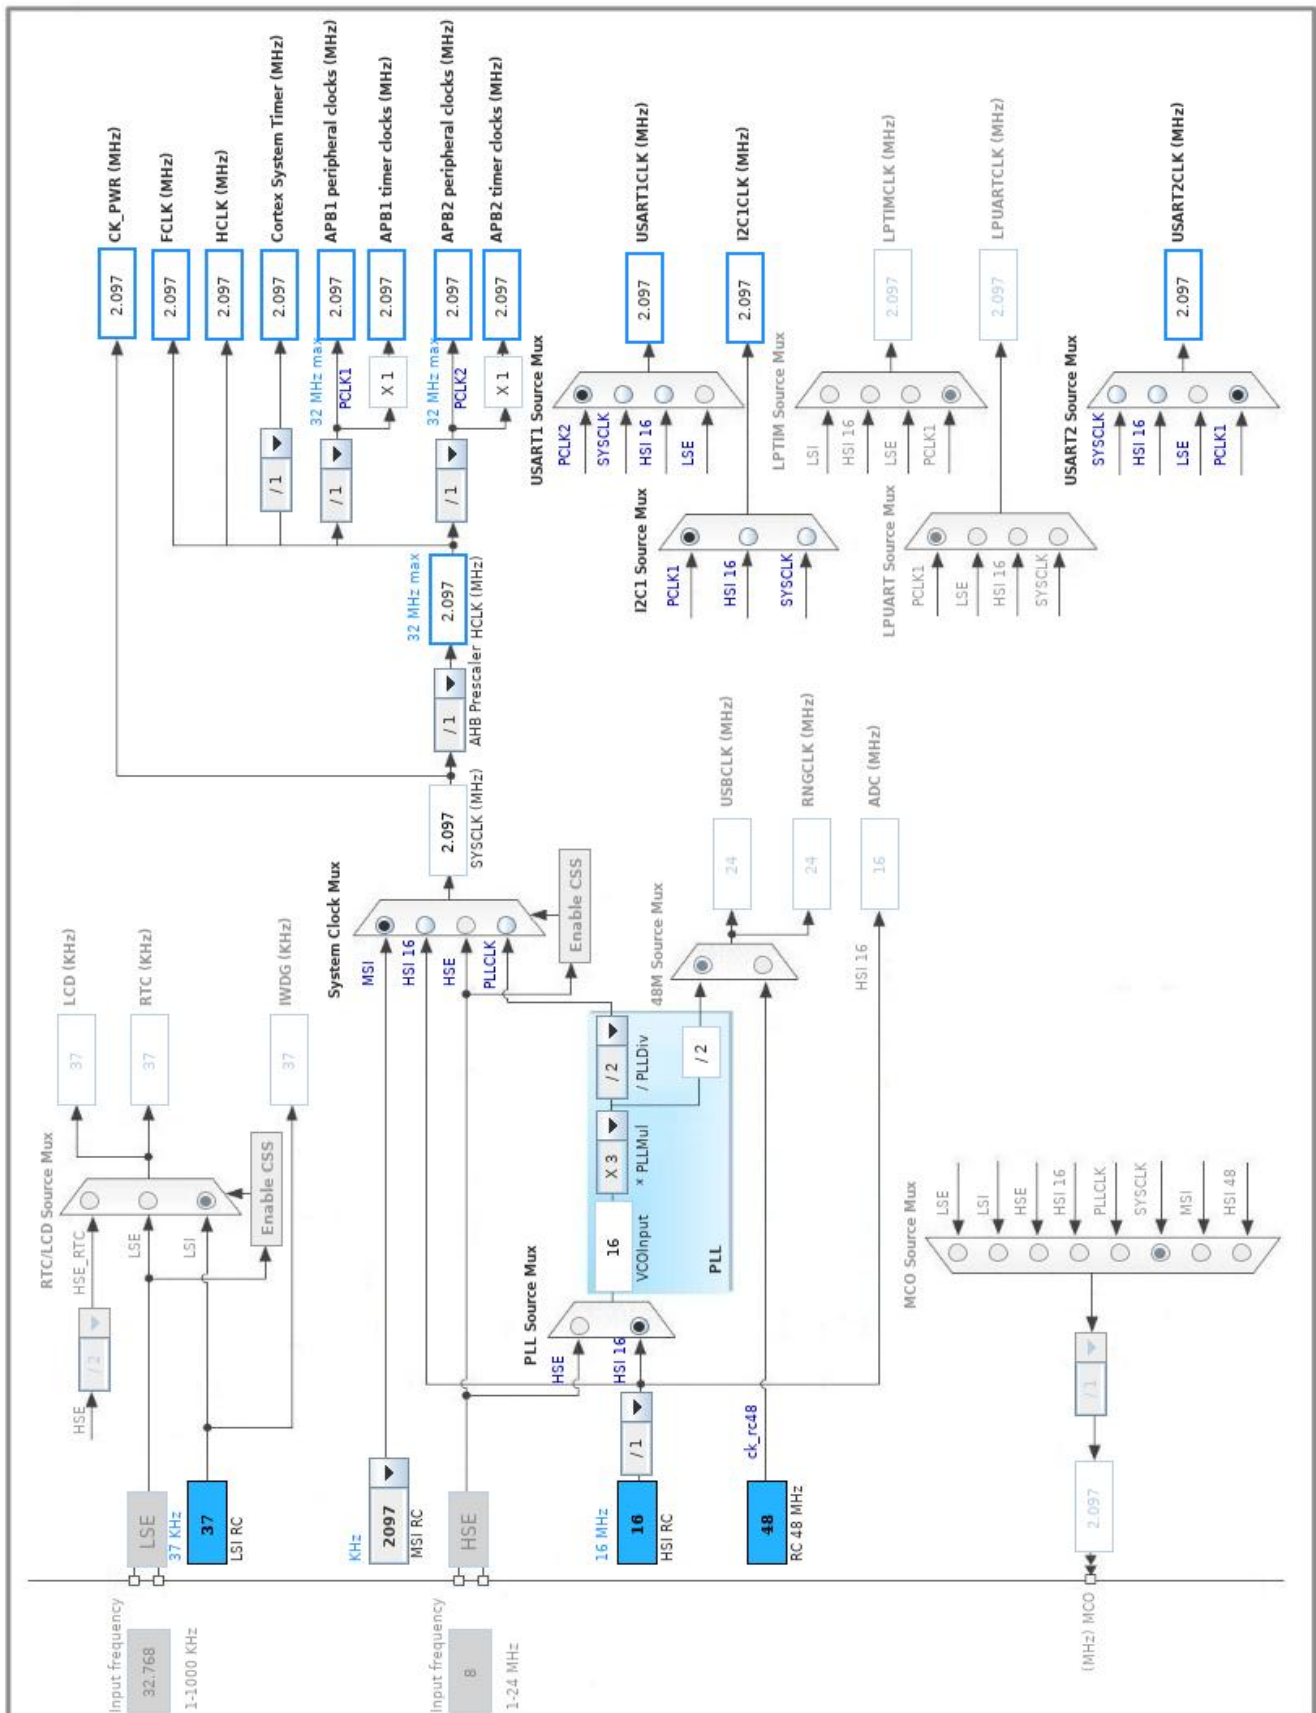 RTC/LCD Source Mux
HSE
/ 2
HSE_RTC
LCD (KHz)
37
Input frequency
32.768
1-1000 KHz
LSE
LSE
RTC (KHz)
37
37 KHz
37
LSI RC
LSI
Enable CSS
IWDG (KHz)
37
System Clock Mux
KHz
2097
MSI RC
MSI
HSI 16
HSE
PLLCLK
Enable CSS
Input frequency
8
1-24 MHz
HSE
2.097
SYSCLK (MHz)
/ 1
AHB Prescaler
32 MHz max
2.097
HCLK (MHz)
2.097
CK_PWR (MHz)
2.097
FCLK (MHz)
2.097
HCLK (MHz)
/ 1
2.097
Cortex System Timer (MHz)
32 MHz max
/ 1
PCLK1
2.097
APB1 peripheral clocks (MHz)
X 1
2.097
APB1 timer clocks (MHz)
32 MHz max
/ 1
PCLK2
2.097
APB2 peripheral clocks (MHz)
X 1
2.097
APB2 timer clocks (MHz)
PLL Source Mux
HSE
HSI 16
16 MHz
16
HSI RC
/ 1
16
VCOInput
X 3
* PLLMul
/ 2
/ PLLDiv
/ 2
PLL
48
RC 48 MHz
ck_rc48
48M Source Mux
24
USBCLK (MHz)
24
RNGCLK (MHz)
HSI 16
16
ADC (MHz)
USART1 Source Mux
PCLK2
SYSCLK
HSI 16
LSE
2.097
USART1CLK (MHz)
I2C1 Source Mux
PCLK1
HSI 16
SYSCLK
2.097
I2C1CLK (MHz)
LPTIM Source Mux
LSI
HSI 16
LSE
PCLK1
2.097
LPTIMCLK (MHz)
LPUART Source Mux
PCLK1
LSE
HSI 16
SYSCLK
2.097
LPUARTCLK (MHz)
USART2 Source Mux
SYSCLK
HSI 16
LSE
PCLK1
2.097
USART2CLK (MHz)
MCO Source Mux
LSE
LSI
HSE
HSI 16
PLLCLK
SYSCLK
MSI
HSI 48
/ 1
2.097
(MHz) MCO